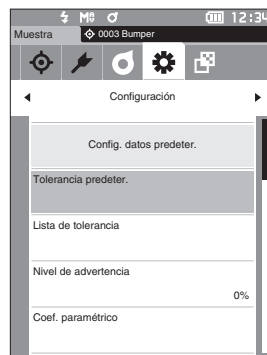 M 12:34
Muestra 0003 Bumper
Configuración
Config. datos predeter.
Tolerancia predeter.
Lista de tolerancia
Nivel de advertencia
0%
Coef. paramétrico